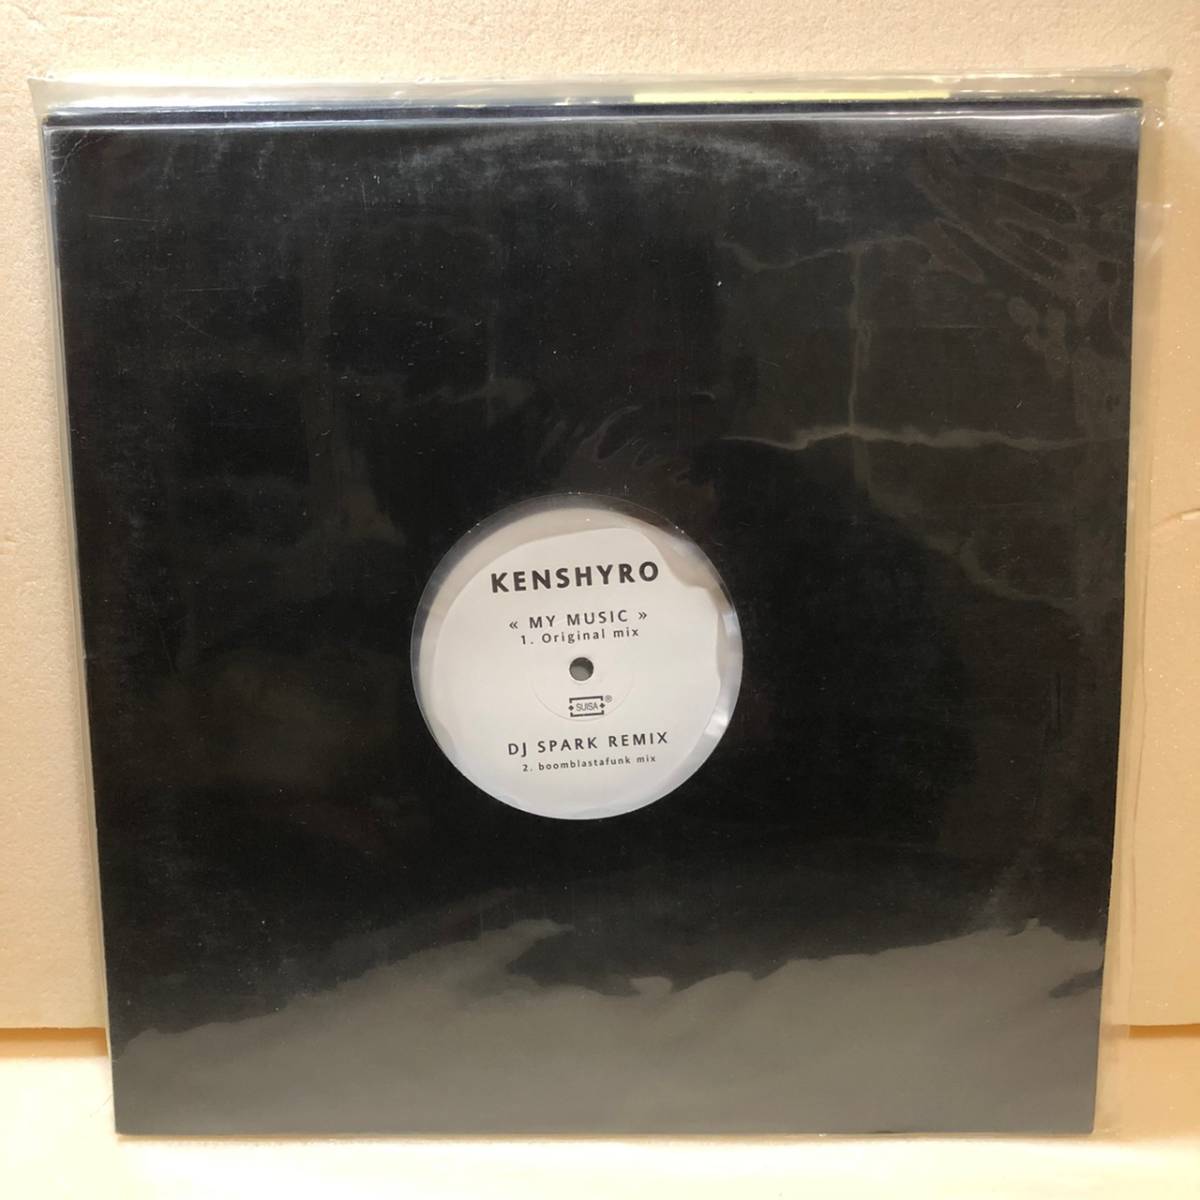 KENSHYRO
« MY MUSIC »
1. Original mix
SUISA ®
DJ SPARK REMIX
2. boomblastafunk mix